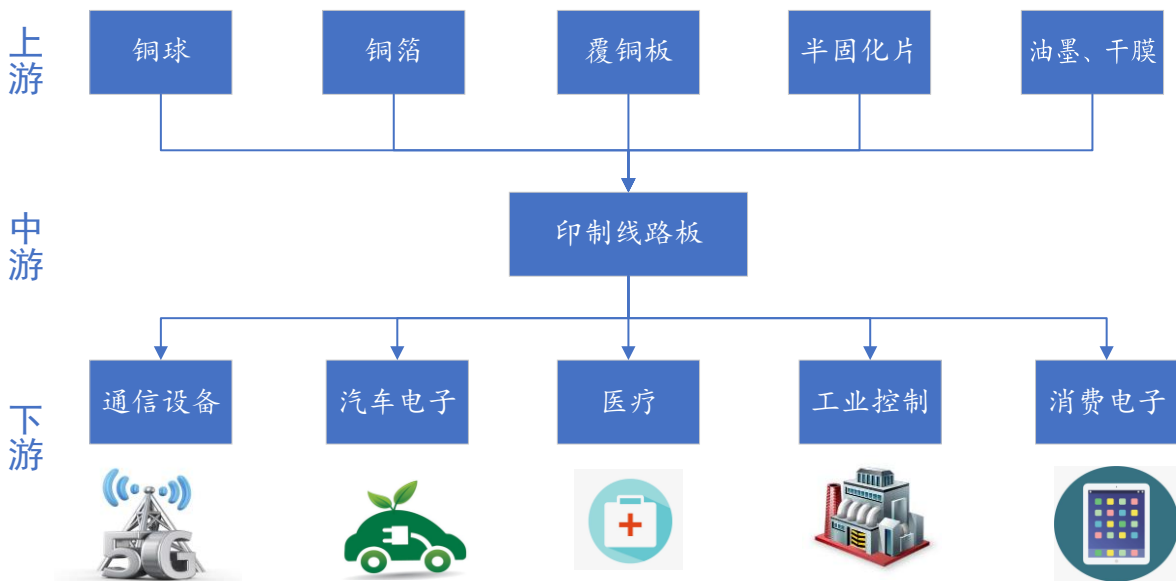 上游
铜球
铜箔
覆铜板
半固化片
油墨、干膜
中游
印制线路板
下游
通信设备
汽车电子
医疗
工业控制
消费电子
5G